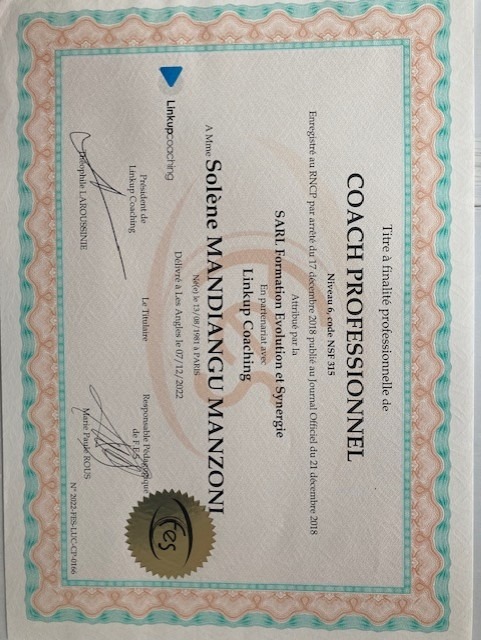 Titre à finalité professionnelle de
COACH PROFESSIONNEL
Niveau 6, code NSF 315
Enregistré au RNCP par arrêté du 17 décembre 2018 publié au Journal Officiel du 21 décembre 2018
Attribué par la
SARL Formation Evolution et Synergie
En partenariat avec
Linkup Coaching
A Mme Solène MANDIANGU MANZONI
Né(e) le 13/08/1981 à PARIS
Délivré à Les Angles le 07/12/2022
Linkupcoaching
Président de
Linkup Coaching
Théophile LAROUSSINIE
Le Titulaire
Responsable Pédagogique
de F.E.S
Marie Paule ROUS
fes
N° 2022-FES-LUC-CP-0166